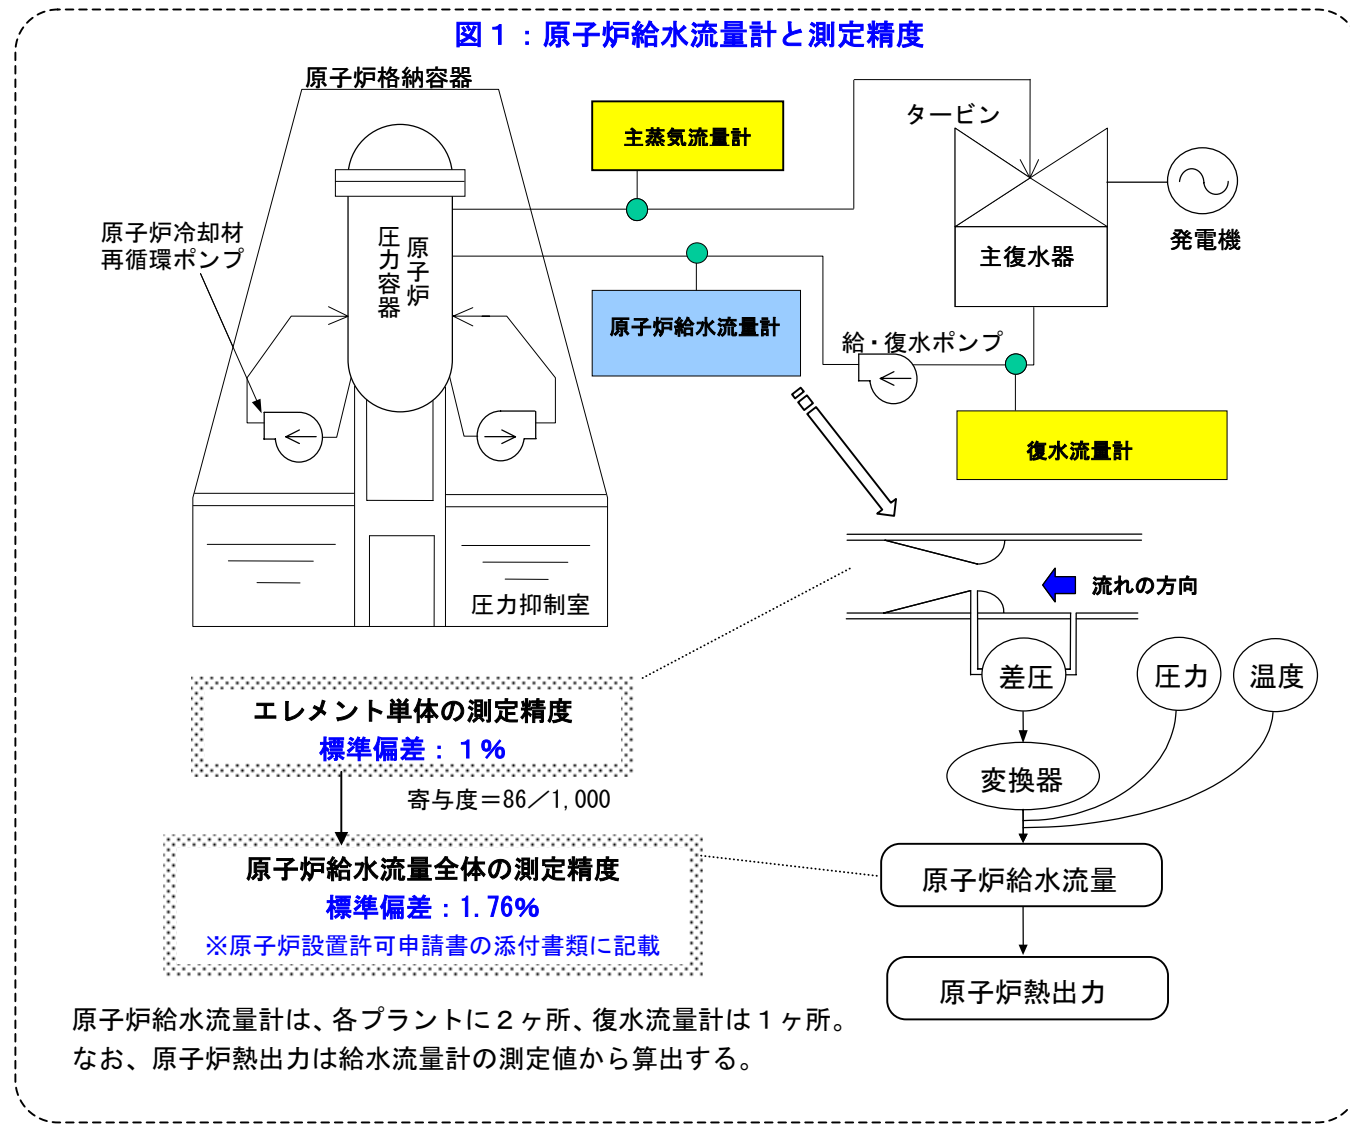 図１：原子炉給水流量計と測定精度
原子炉格納容器
主蒸気流量計
タービン
発電機
主復水器
原子炉冷却材
再循環ポンプ
原子炉
圧力容器
原子炉給水流量計
給・復水ポンプ
復水流量計
圧力抑制室
流れの方向
差圧
圧力
温度
変換器
エレメント単体の測定精度
標準偏差：１％
寄与度＝86／1,000
原子炉給水流量全体の測定精度
標準偏差：1.76%
※原子炉設置許可申請書の添付書類に記載
原子炉給水流量
原子炉熱出力
原子炉給水流量計は、各プラントに２ヶ所、復水流量計は１ヶ所。
なお、原子炉熱出力は給水流量計の測定値から算出する。